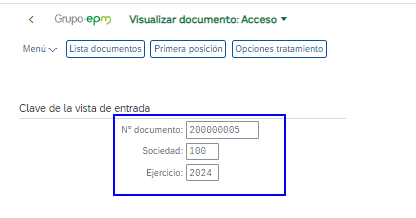 Grupo·epm Visualizar documento: Acceso
Menú Lista documentos Primera posición Opciones tratamiento
Clave de la vista de entrada
Nº documento: 200000005
Sociedad: 100
Ejercicio: 2024